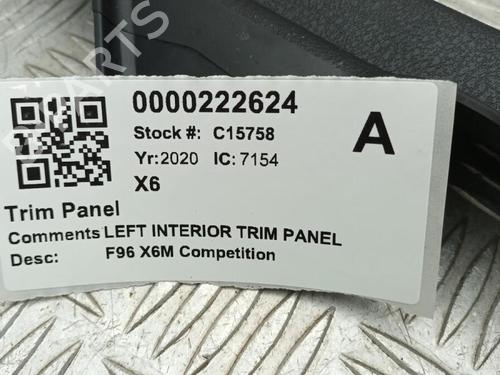 0000222624
Stock #: C15758
A
Yr: 2020 IC: 7154
X6
Trim Panel
Comments LEFT INTERIOR TRIM PANEL
Desc: F96 X6M Competition